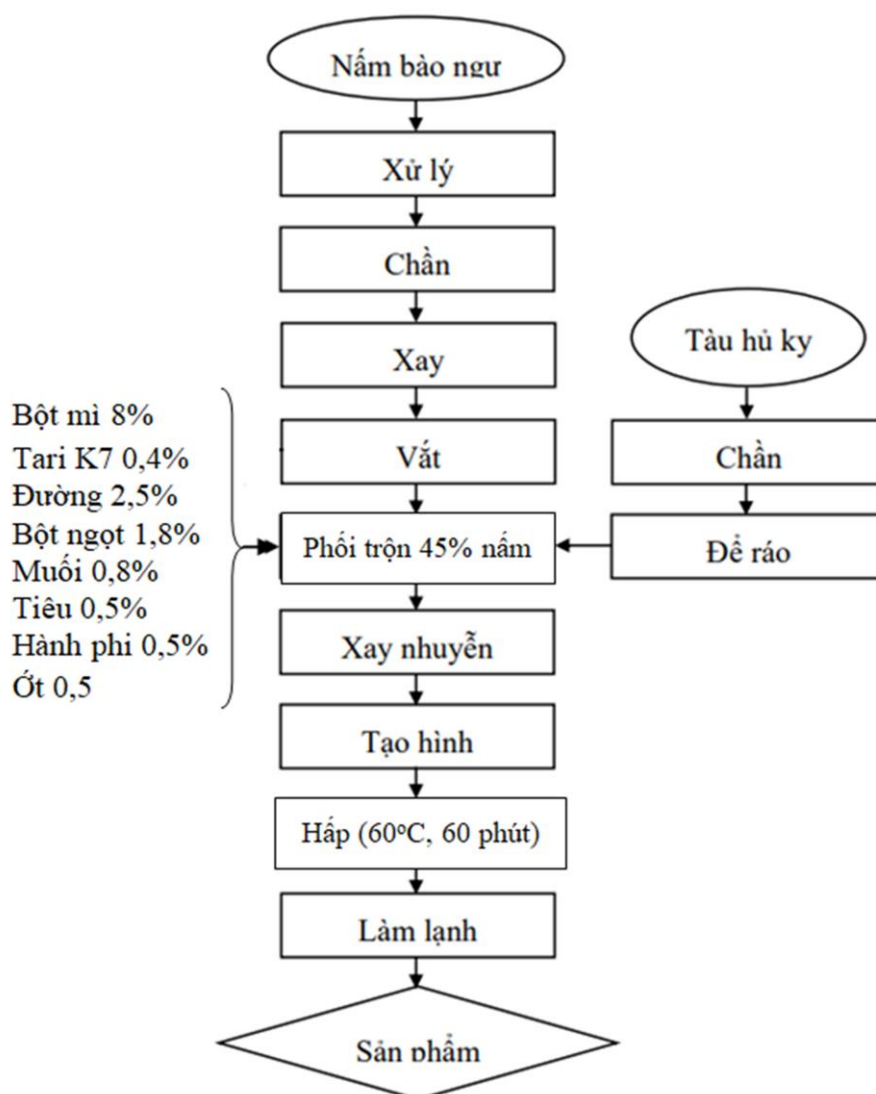 Nấm bào ngư
Xử lý
Chần
Xay
Vắt
Tàu hủ ky
Chần
Để ráo
Bột mì 8%
Tari K7 0,4%
Đường 2,5%
Bột ngọt 1,8%
Muối 0,8%
Tiêu 0,5%
Hành phi 0,5%
Ớt 0,5
Phối trộn 45% nấm
Xay nhuyễn
Tạo hình
Hấp (60°C, 60 phút)
Làm lạnh
Sản phẩm